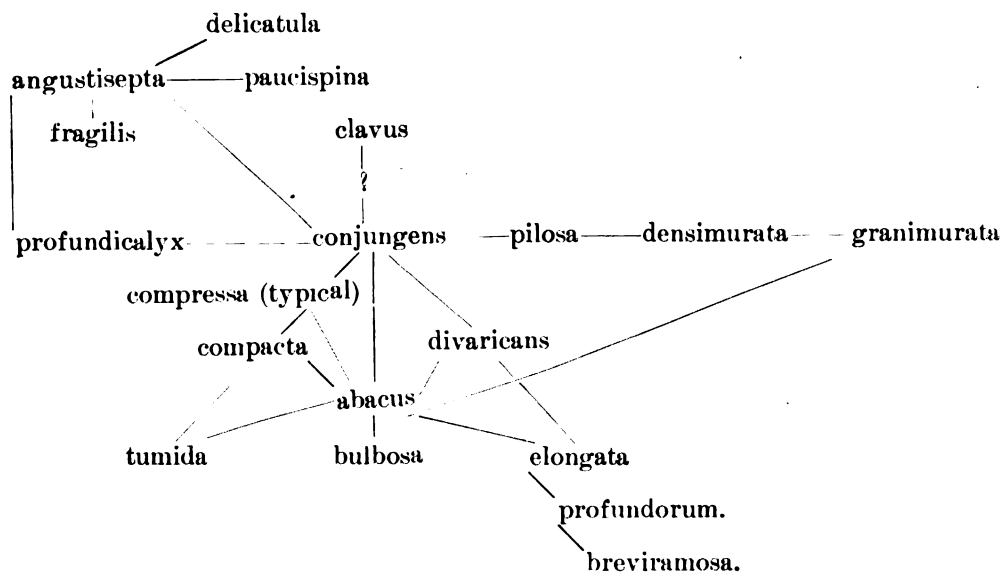 delicatula
angustisepta paucispina
fragilis clavus
?
profundicalyx conjungens pilosa densimurata granimurata
compressa (typical)
compacta divaricans
abacus
tumida bulbosa elongata
profundorum.
breviramosa.